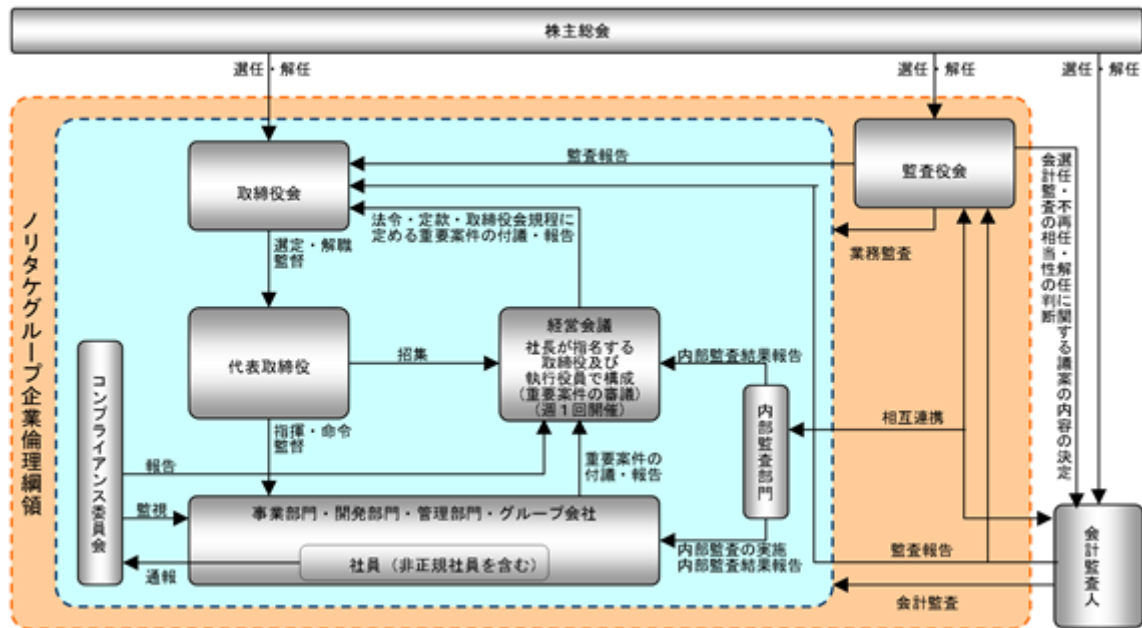 株主総会
選任・解任
選任・解任
選任・解任
ノリタケグループ企業倫理綱領
取締役会
監査報告
監査役会
法令・定款・取締役会規程に
定める重要案件の付議・報告
選定・解職
監督
業務監査
選任・不再任・解任に関する議案の内容の決定
会計監査の相当性の判断
代表取締役
招集
経営会議
社長が指名する
取締役及び
執行役員で構成
(重要案件の審議)
(週1回開催)
内部監査結果報告
内部監査部門
相互連携
コンプライアンス委員会
指揮・命令
監督
報告
重要案件の
付議・報告
監視
事業部門・開発部門・管理部門・グループ会社
社員(非正規社員を含む)
通報
内部監査の実施
内部監査結果報告
監査報告
会計監査
会計監査人